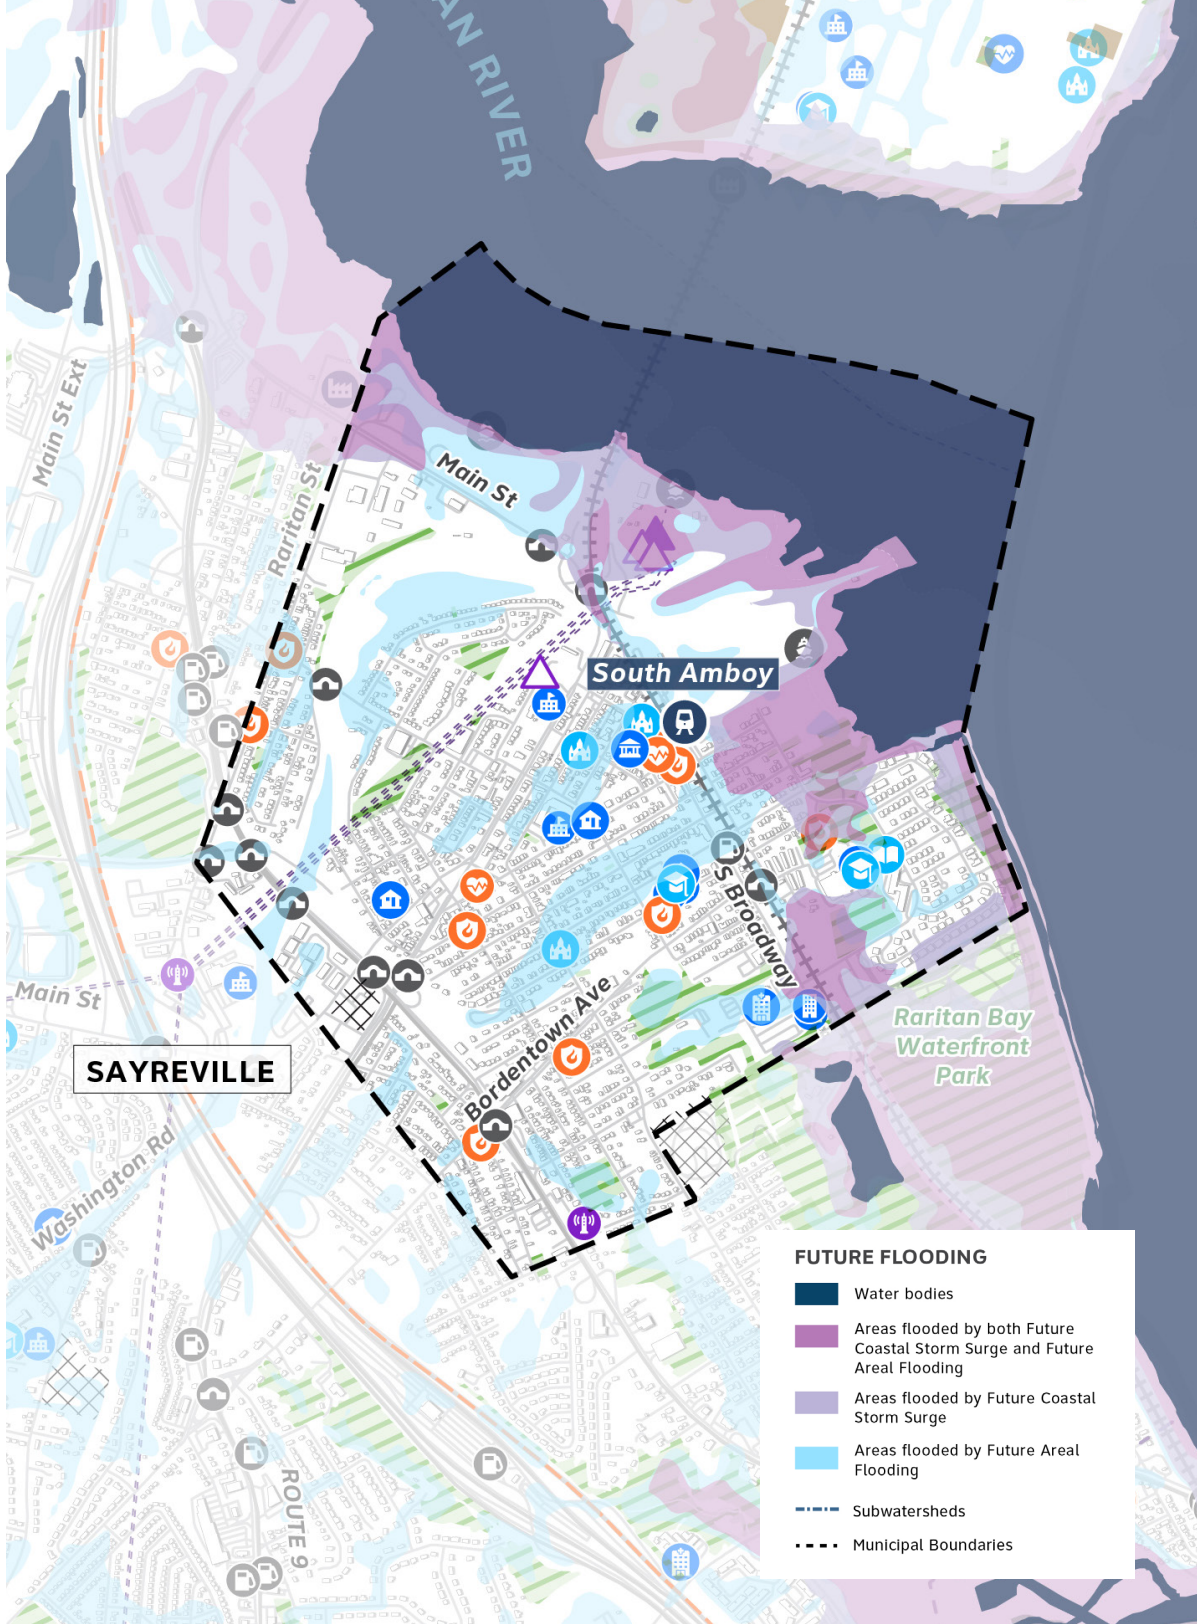 AN RIVER
Main St Ext
Raritan St
Main St
South Amboy
S Broadway
Main St
SAYREVILLE
Bordentown Ave
Raritan Bay
Waterfront
Park
Washington Rd
ROUTE 9
FUTURE FLOODING
Water bodies
Areas flooded by both Future
Coastal Storm Surge and Future
Areal Flooding
Areas flooded by Future Coastal
Storm Surge
Areas flooded by Future Areal
Flooding
Subwatersheds
Municipal Boundaries